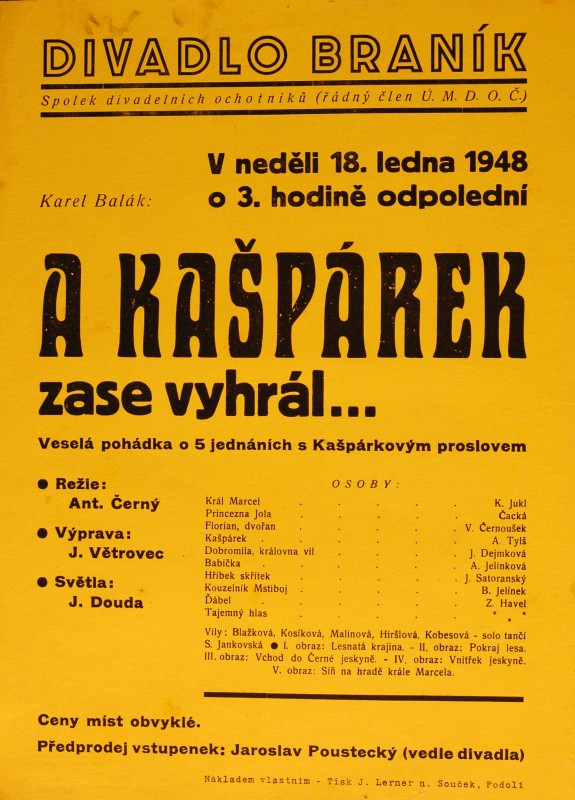 DIVADLO BRANÍK
Spolek divadelních ochotníků (řádný člen Ú. M. D. O. Č.)
V neděli 18. ledna 1948
Karel Balák: o 3. hodině odpolední
A KAŠPÁREK
zase vyhrál...
Veselá pohádka o 5 jednáních s Kašpárkovým proslovem
● Režie:
Ant. Černý
● Výprava:
J. Větrovec
● Světla:
J. Douda
OSOBY:
Král Marcel . . . . . K. Jukl
Princezna Jola . . . . . Čacká
Florian, dvořan . . . . . V. Černoušek
Kašpárek . . . . . . A. Tylš
Dobromila, královna vil . . . . J. Dejmková
Babička . . . . . . A. Jelínková
Hříbek skřítek . . . . . J. Satoranský
Kouzelník Mstiboj . . . . . B. Jelínek
Ďábel . . . . . . Z. Havel
Tajemný hlas . . . . . * * *
Víly: Blažková, Kosíková, Malinová, Hiršlová, Kobesová - solo tančí
S. Jankovská ● I. obraz: Lesnatá krajina. - II. obraz: Pokraj lesa.
III. obraz: Vchod do Černé jeskyně. - IV. obraz: Vnitřek jeskyně.
V. obraz: Síň na hradě krále Marcela.
Ceny míst obvyklé.
Předprodej vstupenek: Jaroslav Poustecký (vedle divadla)
Nákladem vlastním - Tisk J. Lerner n. Souček, Podolí